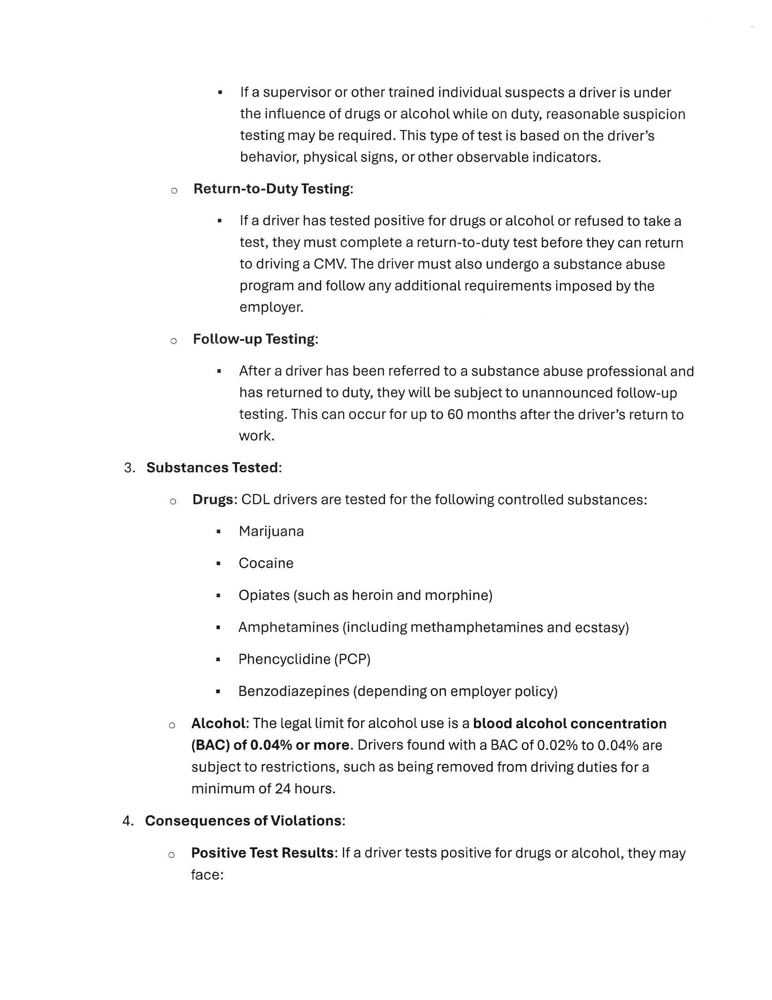 ▪ If a supervisor or other trained individual suspects a driver is under
the influence of drugs or alcohol while on duty, reasonable suspicion
testing may be required. This type of test is based on the driver’s
behavior, physical signs, or other observable indicators.
○ Return-to-Duty Testing:
▪ If a driver has tested positive for drugs or alcohol or refused to take a
test, they must complete a return-to-duty test before they can return
to driving a CMV. The driver must also undergo a substance abuse
program and follow any additional requirements imposed by the
employer.
○ Follow-up Testing:
▪ After a driver has been referred to a substance abuse professional and
has returned to duty, they will be subject to unannounced follow-up
testing. This can occur for up to 60 months after the driver’s return to
work.
3. Substances Tested:
○ Drugs: CDL drivers are tested for the following controlled substances:
▪ Marijuana
▪ Cocaine
▪ Opiates (such as heroin and morphine)
▪ Amphetamines (including methamphetamines and ecstasy)
▪ Phencyclidine (PCP)
▪ Benzodiazepines (depending on employer policy)
○ Alcohol: The legal limit for alcohol use is a blood alcohol concentration
(BAC) of 0.04% or more. Drivers found with a BAC of 0.02% to 0.04% are
subject to restrictions, such as being removed from driving duties for a
minimum of 24 hours.
4. Consequences of Violations:
○ Positive Test Results: If a driver tests positive for drugs or alcohol, they may
face: